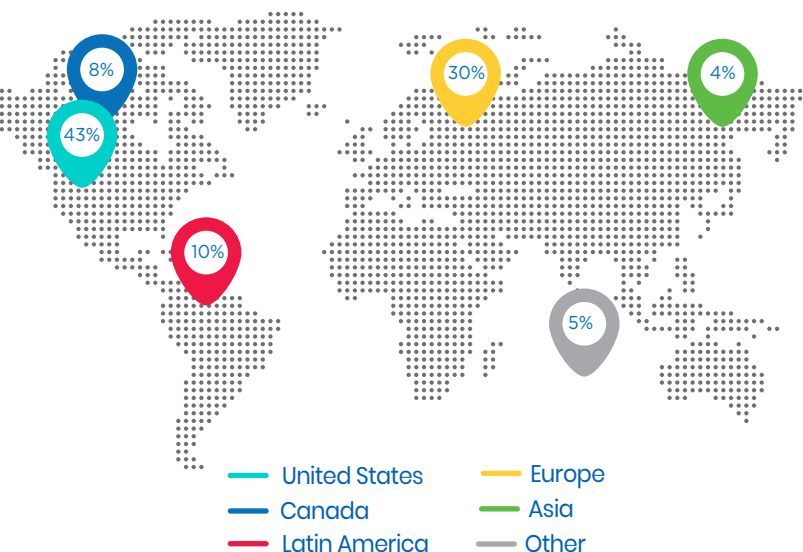 8%
30%
4%
43%
10%
5%
United States
Europe
Canada
Asia
Latin America
Other